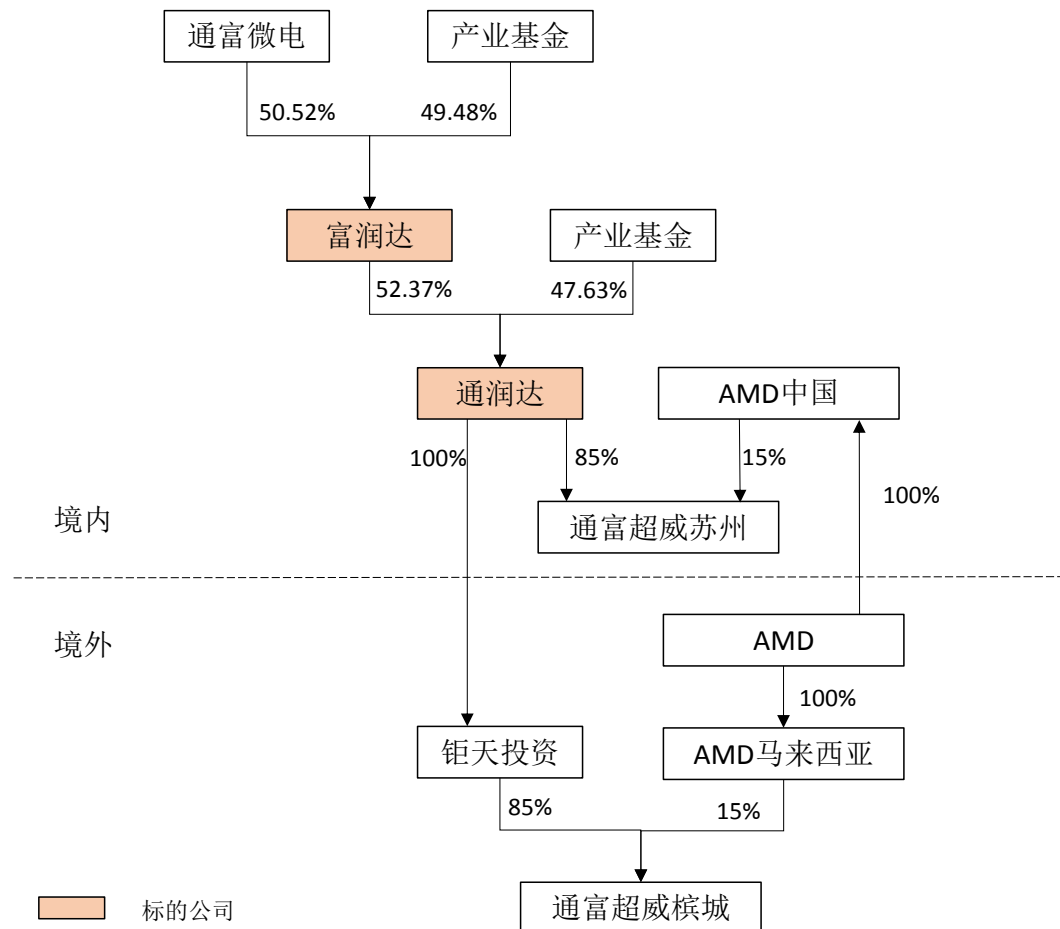 通富微电
产业基金
50.52%
49.48%
富润达
产业基金
52.37%
47.63%
通润达
AMD中国
100%
85%
15%
100%
通富超威苏州
境内
境外
AMD
100%
钜天投资
AMD马来西亚
85%
15%
通富超威槟城
标的公司